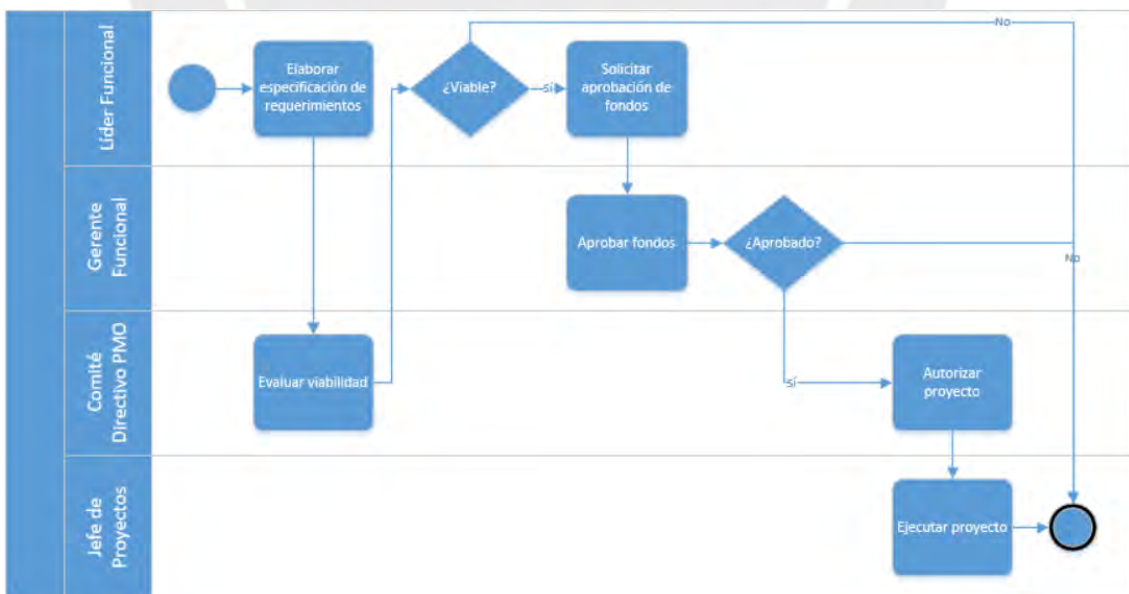 Líder Funcional
Elaborar
especificación de
requerimientos
¿Viable?
sí
Solicitar
aprobación de
fondos
No
Gerente
Funcional
Aprobar fondos
¿Aprobado?
No
Comité
Directivo PMO
Evaluar viabilidad
sí
Autorizar
proyecto
Jefe de
Proyectos
Ejecutar proyecto